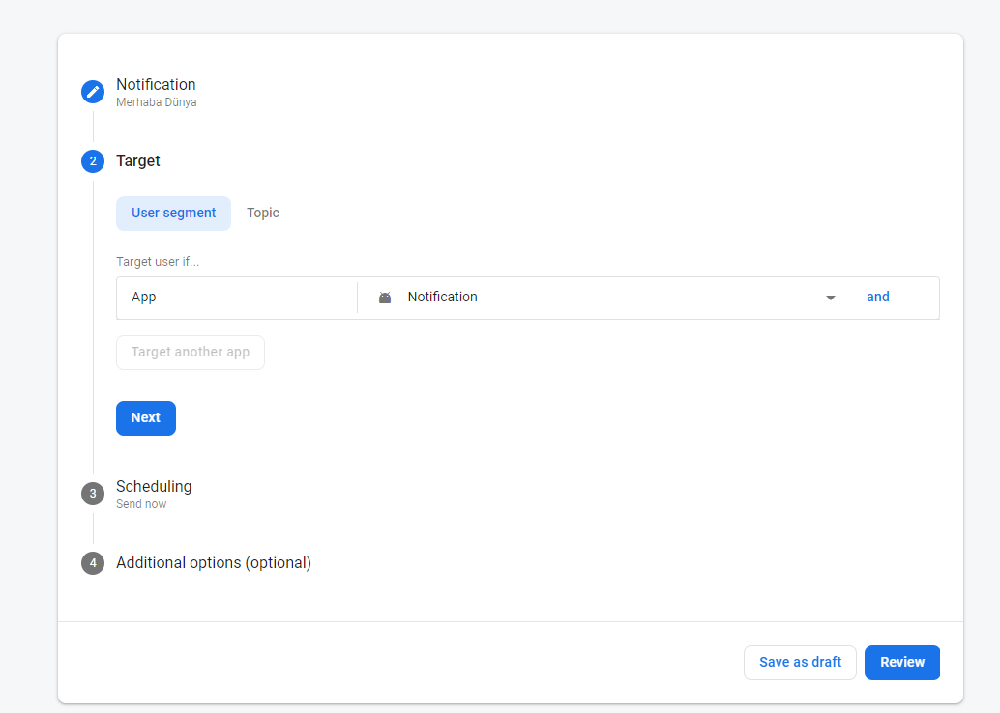 Notification
Merhaba Dünya
2 Target
User segment Topic
Target user if...
App Notification and
Target another app
Next
3 Scheduling
Send now
4 Additional options (optional)
Save as draft Review